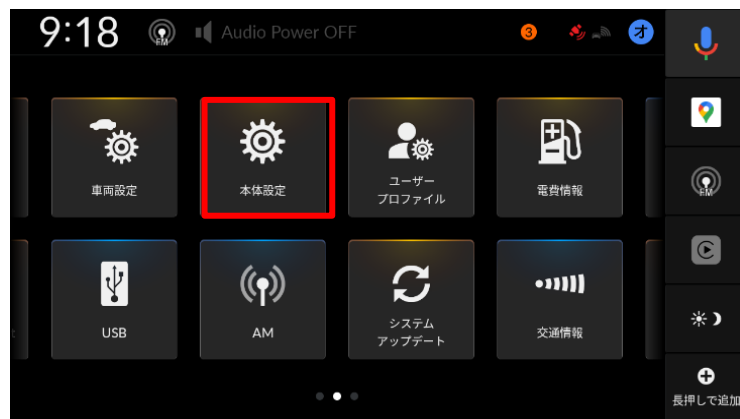 9:18
FM
Audio Power OFF
3
オ
車両設定
本体設定
ユーザー
プロファイル
電費情報
FM
USB
AM
システム
アップデート
交通情報
長押しで追加